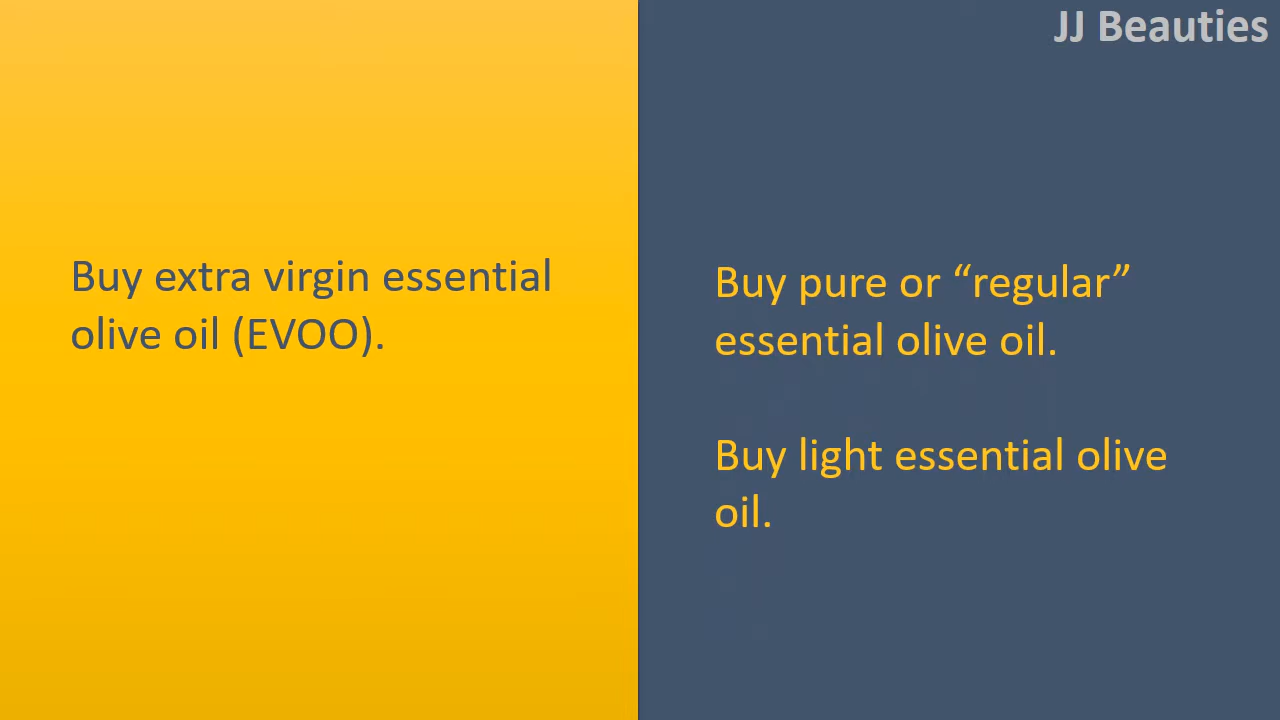 JJ Beauties
Buy extra virgin essential
olive oil (EVOO).
Buy pure or “regular”
essential olive oil.
Buy light essential olive
oil.